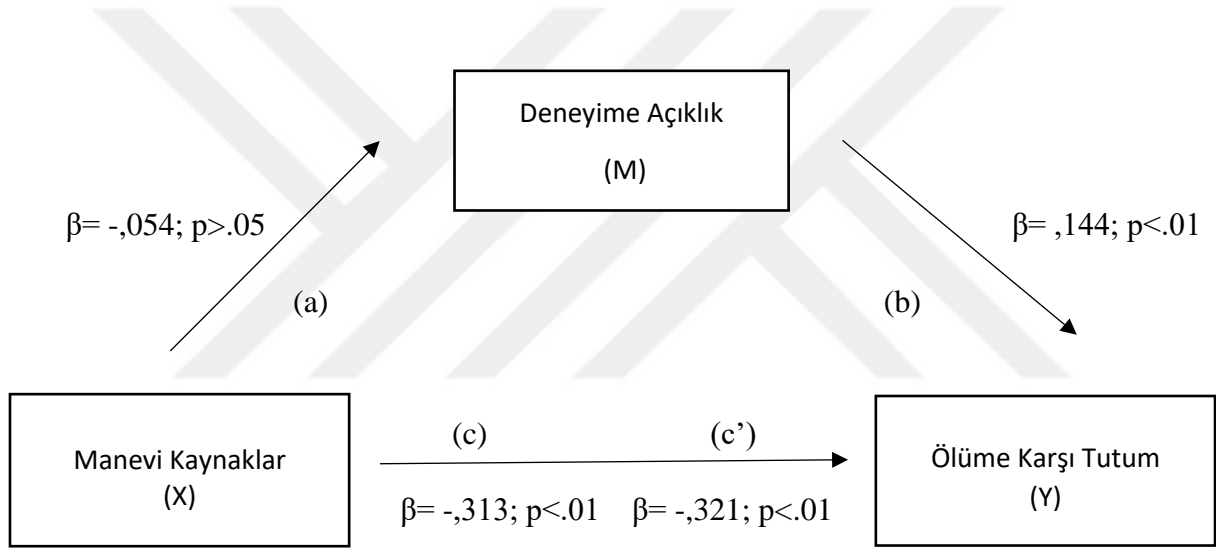 Deneyime Açıklık
(M)
β= -,054; p>.05
β= ,144; p<.01
(a)
(b)
Manevi Kaynaklar
(X)
(c)
(c’)
β= -,313; p<.01
β= -,321; p<.01
Ölüme Karşı Tutum
(Y)